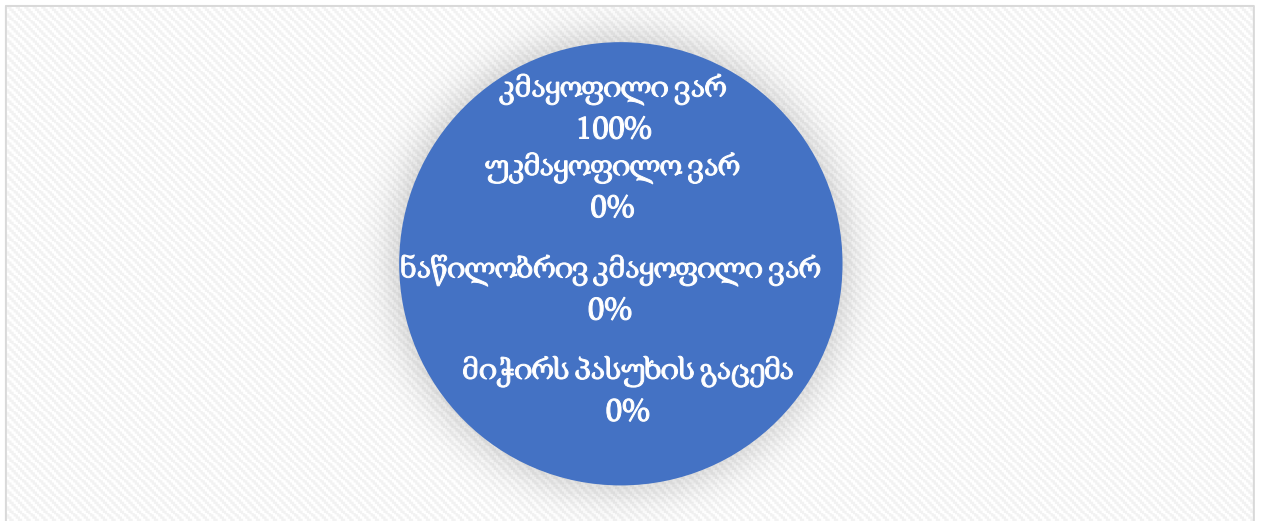 კმაყოფილი ვარ
100%
უკმაყოფილო ვარ
0%
ნაწილობრივ კმაყოფილი ვარ
0%
მიჭირს პასუხის გაცემა
0%